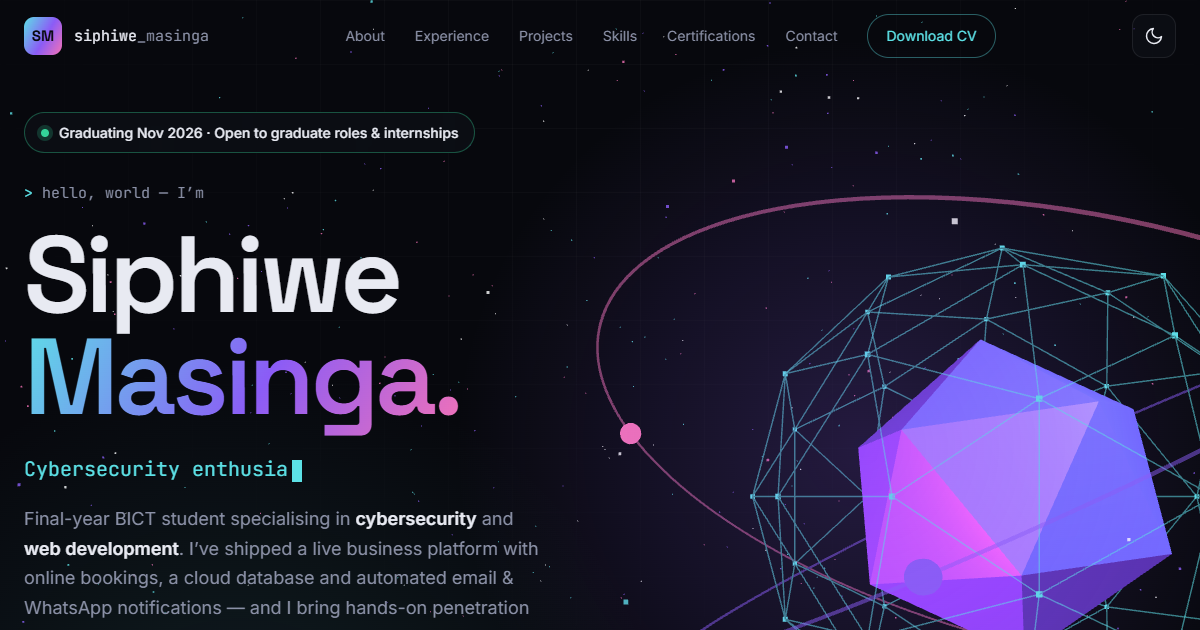 SM siphiwe_masinga About Experience Projects Skills Certifications Contact Download CV
Graduating Nov 2026 · Open to graduate roles & internships
> hello, world — I’m
Siphiwe
Masinga.
Cybersecurity enthusia
Final-year BICT student specialising in cybersecurity and
web development. I’ve shipped a live business platform with
online bookings, a cloud database and automated email &
WhatsApp notifications — and I bring hands-on penetration